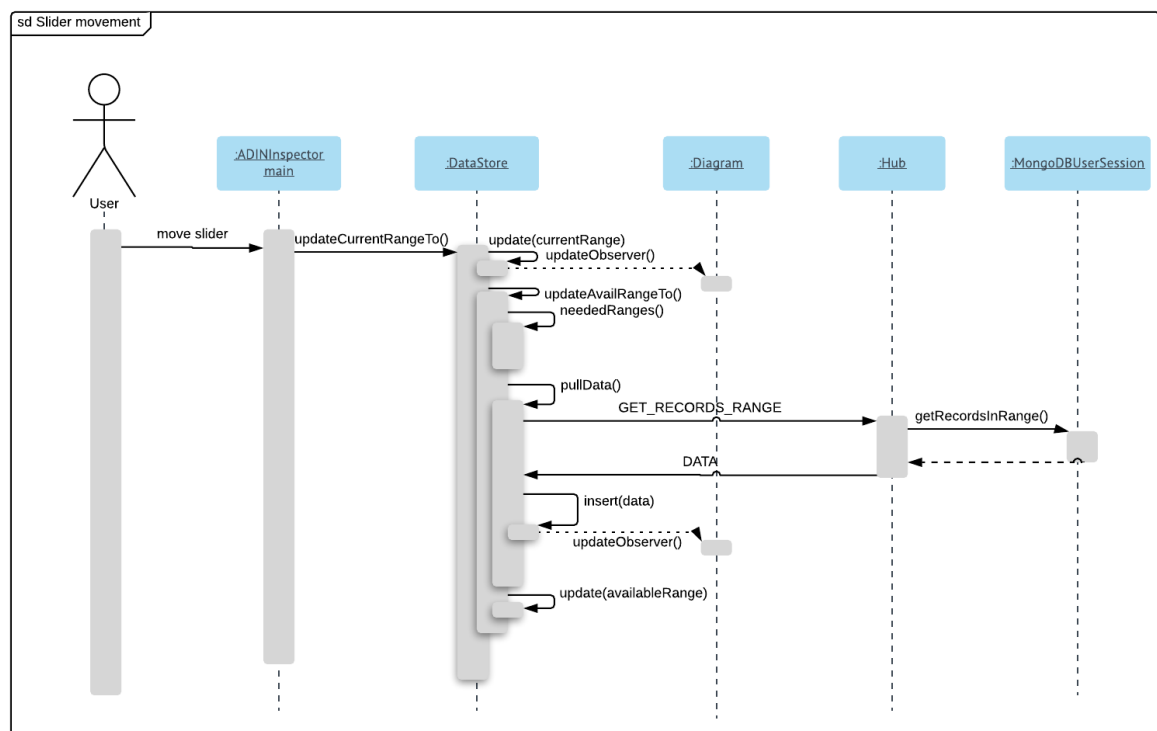 sd Slider movement
:ADINInspector
main
:DataStore
:Diagram
:Hub
:MongoDBUserSession
User
move slider
updateCurrentRangeTo()
update(currentRange)
updateObserver()
updateAvailRangeTo()
neededRanges()
pullData()
GET_RECORDS_RANGE
getRecordsInRange()
DATA
insert(data)
updateObserver()
update(availableRange)